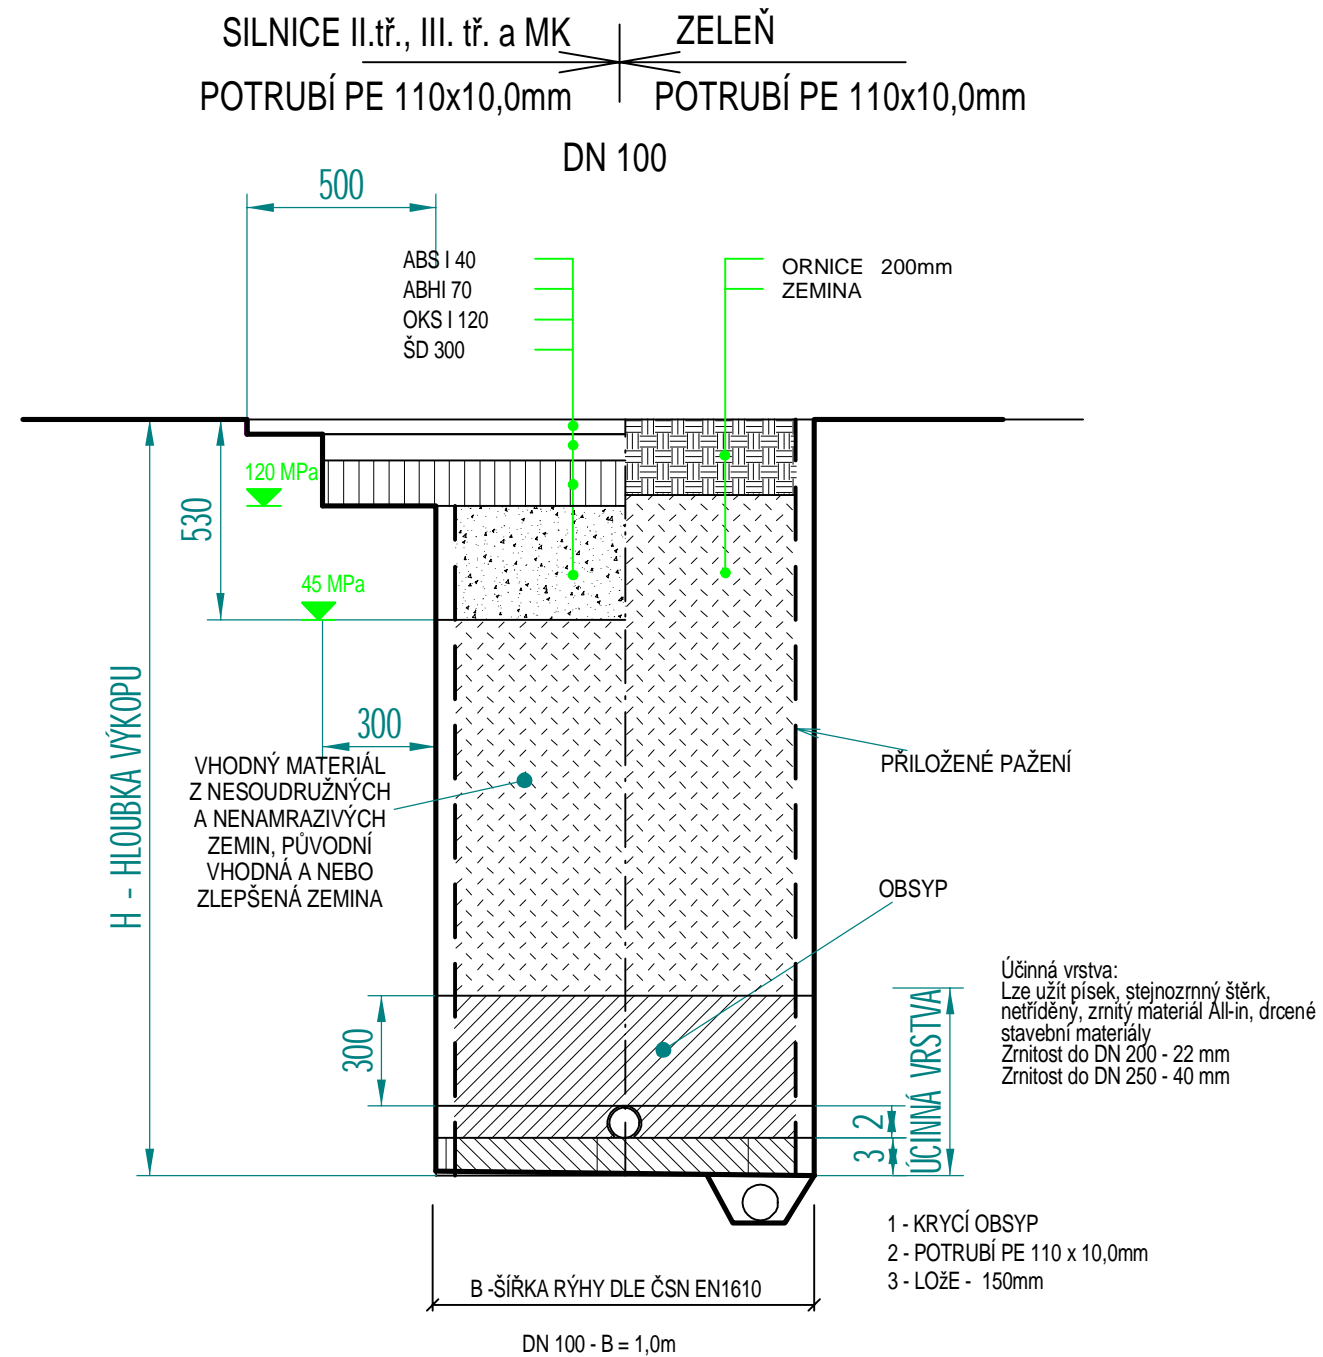 SILNICE II.tř., III. tř. a MK
ZELEŇ
POTRUBÍ PE 110x10,0mm
POTRUBÍ PE 110x10,0mm
DN 100
500
ABS I 40
ABHI 70
OKS I 120
ŠD 300
ORNICE 200mm
ZEMINA
120 MPa
530
45 MPa
H - HLOUBKA VÝKOPU
300
VHODNÝ MATERIÁL
Z NESOUDRUŽNÝCH
A NENAMRAZIVÝCH
ZEMIN, PŮVODNÍ
VHODNÁ A NEBO
ZLEPŠENÁ ZEMINA
PŘILOŽENÉ PAŽENÍ
OBSYP
Účinná vrstva:
Lze užít písek, stejnozrnný štěrk,
netříděný, zrnitý materiál All-in, drcené
stavební materiály
Zrnitost do DN 200 - 22 mm
Zrnitost do DN 250 - 40 mm
300
2
3
ÚČINNÁ VRSTVA
1 - KRYCÍ OBSYP
2 - POTRUBÍ PE 110 x 10,0mm
3 - LOŽE - 150mm
B -ŠÍŘKA RÝHY DLE ČSN EN1610
DN 100 - B = 1,0m